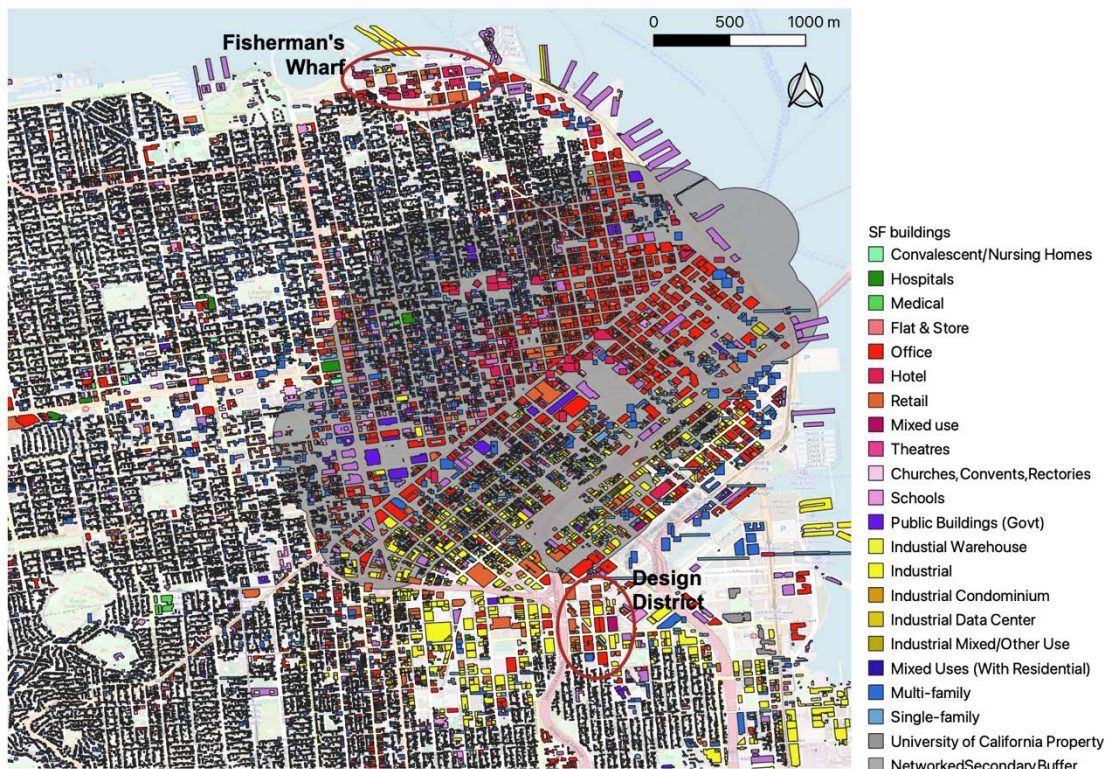 Fisherman's
Wharf
0 500 1000 m
Design
District
SF buildings
Convalescent/Nursing Homes
Hospitals
Medical
Flat & Store
Office
Hotel
Retail
Mixed use
Theatres
Churches,Convents,Rectories
Schools
Public Buildings (Govt)
Industial Warehouse
Industrial
Industrial Condominium
Industrial Data Center
Industrial Mixed/Other Use
Mixed Uses (With Residential)
Multi-family
Single-family
University of California Property
NetworkedSecondaryBuffer